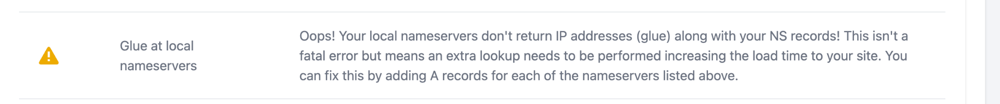 Glue at local
nameservers
Oops! Your local nameservers don't return IP addresses (glue) along with your NS records! This isn't a
fatal error but means an extra lookup needs to be performed increasing the load time to your site. You
can fix this by adding A records for each of the nameservers listed above.